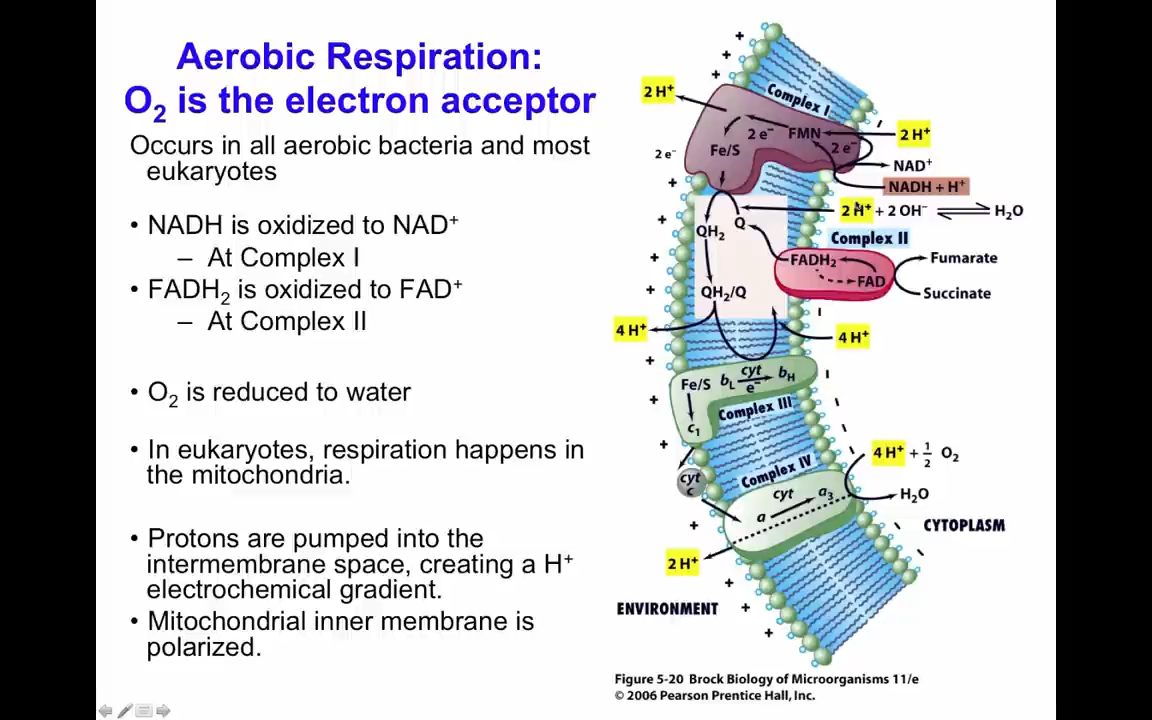 Aerobic Respiration:
O₂ is the electron acceptor
Occurs in all aerobic bacteria and most
eukaryotes
• NADH is oxidized to NAD⁺
– At Complex I
• FADH₂ is oxidized to FAD⁺
– At Complex II
• O₂ is reduced to water
• In eukaryotes, respiration happens in
the mitochondria.
• Protons are pumped into the
intermembrane space, creating a H⁺
electrochemical gradient.
• Mitochondrial inner membrane is
polarized.
2 H⁺
Complex I
2 e⁻
FMN
2 H⁺
Fe/S
2 e⁻
2 e⁻
NAD⁺
NADH + H⁺
2 H⁺ + 2 OH⁻ ⇌ H₂O
Q
QH₂
Complex II
FADH₂
Fumarate
FAD
Succinate
QH₂/Q
4 H⁺
4 H⁺
Fe/S
b_L
cyt
e⁻
b_H
Complex III
c₁
4 H⁺ + ½ O₂
Complex IV
cyt
c
cyt
a
a₃
H₂O
CYTOPLASM
2 H⁺
ENVIRONMENT
Figure 5-20 Brock Biology of Microorganisms 11/e
© 2006 Pearson Prentice Hall, Inc.